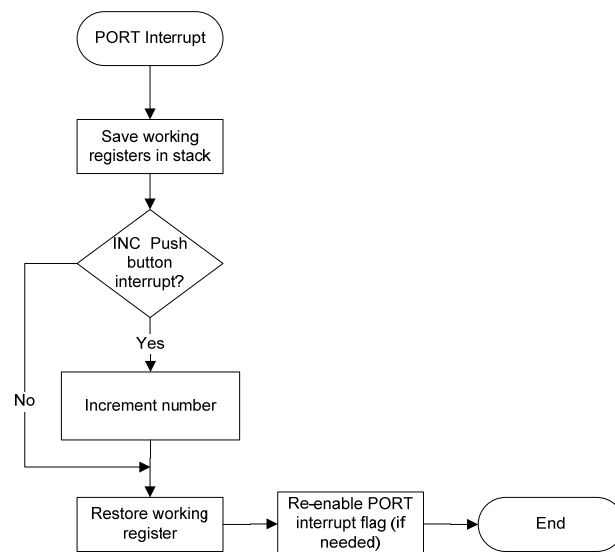 PORT Interrupt
Save working
registers in stack
INC Push
button
interrupt?
Yes
No
Increment number
Restore working
register
Re-enable PORT
interrupt flag (if
needed)
End